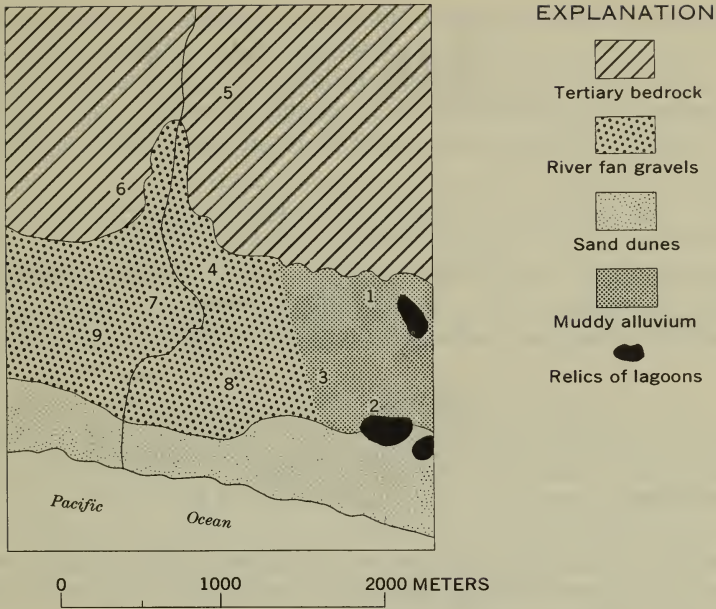 EXPLANATION
Tertiary bedrock
River fan gravels
Sand dunes
Muddy alluvium
Relics of lagoons
5
6
4
1
7
9
3
8
2
Pacific Ocean
0 1000 2000 METERS